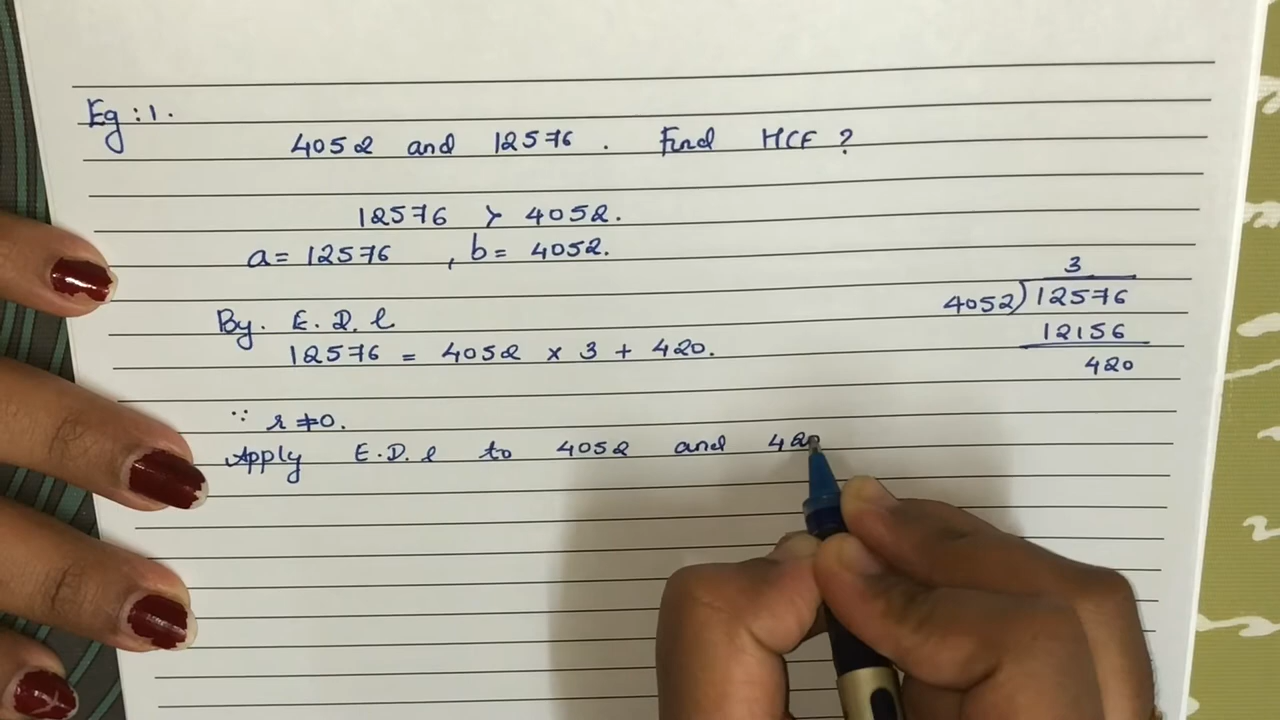 Eg : 1.
4052 and 12576 . Find HCF ?
12576 > 4052.
a = 12576 , b = 4052.
By. E. D. l
12576 = 4052 × 3 + 420.
∵ r ≠ 0.
Apply E.D. l to 4052 and 420
3
4052)12576
12156
420